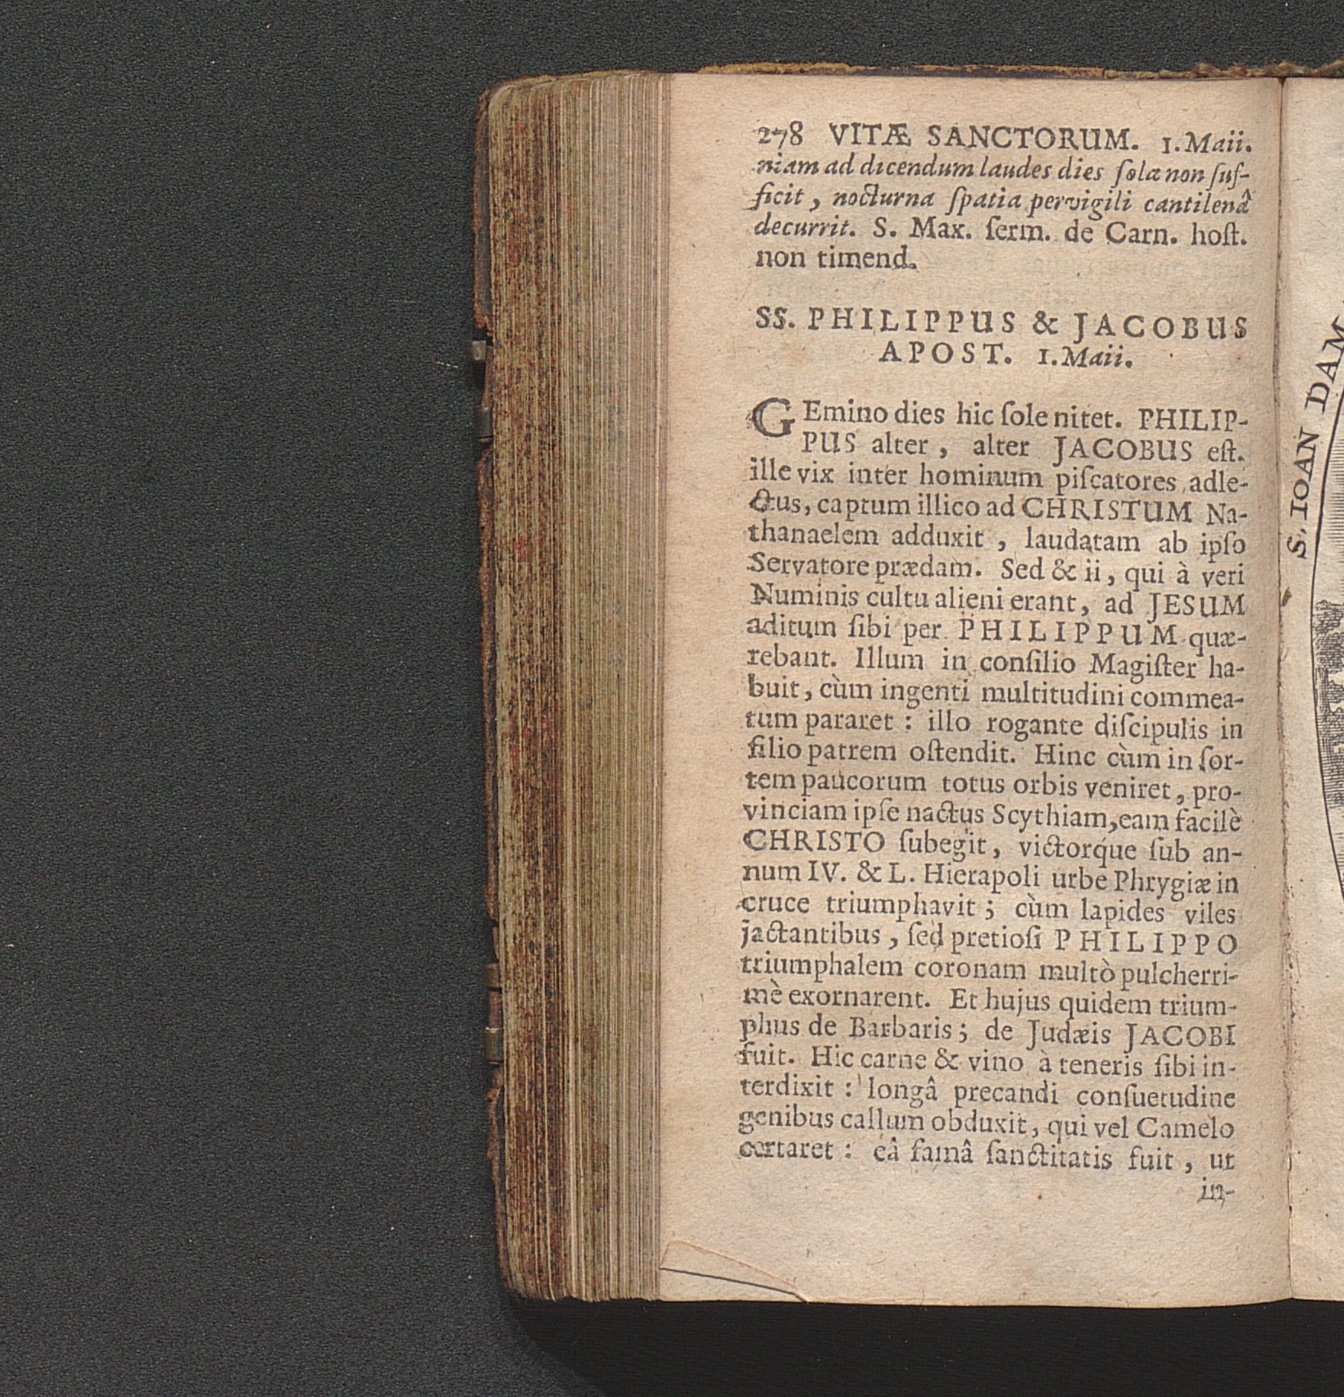 278 VITÆ SANCTORUM. 1. Maii.
niam ad dicendum laudes dies ſolæ non ſuf-
ficit, nocturna ſpatia pervigili cantilenâ
decurrit. S. Max. ſerm. de Carn. hoſt.
non timend.
SS. PHILIPPUS & JACOBUS
APOST. 1. Maii.
GEmino dies hic ſole nitet. PHILIP-
PUS alter, alter JACOBUS eſt.
ille vix inter hominum piſcatores adle-
ctus, captum illico ad CHRISTUM Na-
thanaelem adduxit, laudatam ab ipſo
Servatore prædam. Sed & ii, qui à veri
Numinis cultu alieni erant, ad JESUM
aditum ſibi per PHILIPPUM quæ-
rebant. Illum in conſilio Magiſter ha-
buit, cùm ingenti multitudini commea-
tum pararet: illo rogante diſcipulis in
filio patrem oſtendit. Hinc cùm in ſor-
tem paucorum totus orbis veniret, pro-
vinciam ipſe nactus Scythiam, eam facilè
CHRISTO ſubegit, victorque ſub an-
num IV. & L. Hierapoli urbe Phrygiæ in
cruce triumphavit; cùm lapides viles
jactantibus, ſed pretioſi PHILIPPO
triumphalem coronam multò pulcherri-
mè exornarent. Et hujus quidem trium-
phus de Barbaris; de Judæis JACOBI
fuit. Hic carne & vino à teneris ſibi in-
terdixit: longâ precandi conſuetudine
genibus callum obduxit, qui vel Camelo
certaret: eâ famâ ſanctitatis fuit, ut
in-
S. IOAN DAM